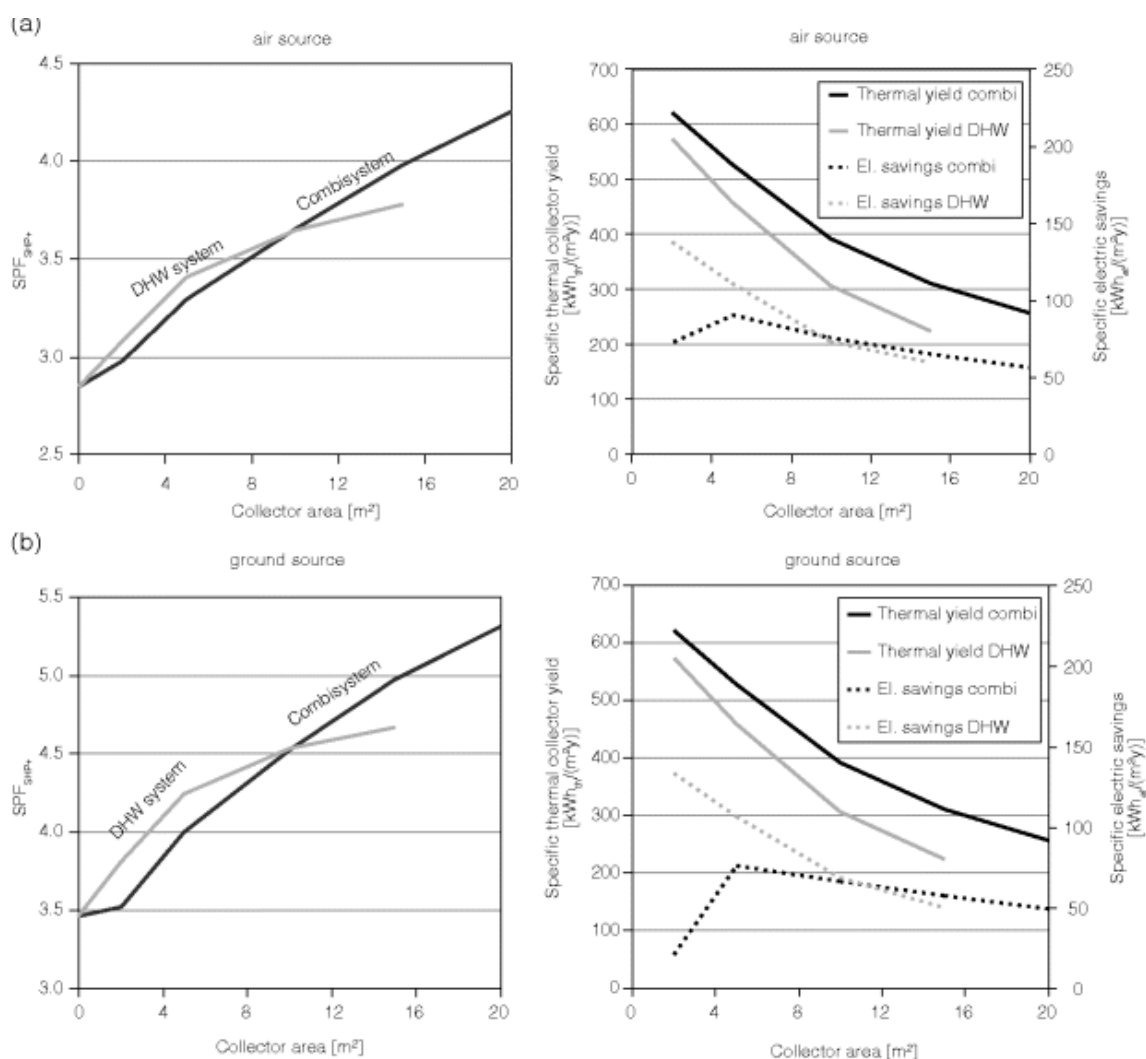 (a)
air source
4.5
4.0
3.5
3.0
2.5
SPF_SHP+
DHW system
Combisystem
0 4 8 12 16 20
Collector area [m²]
air source
700
600
500
400
300
200
100
0
Specific thermal collector yield
[kWh_th/(m²y)]
Thermal yield combi
Thermal yield DHW
El. savings combi
El. savings DHW
250
200
150
100
50
0
Specific electric savings
[kWh_el/(m²y)]
0 4 8 12 16 20
Collector area [m²]
(b)
ground source
5.5
5.0
4.5
4.0
3.5
3.0
SPF_SHP+
DHW system
Combisystem
0 4 8 12 16 20
Collector area [m²]
ground source
700
600
500
400
300
200
100
0
Specific thermal collector yield
[kWh_th/(m²y)]
Thermal yield combi
Thermal yield DHW
El. savings combi
El. savings DHW
250
200
150
100
50
0
Specific electric savings
[kWh_el/(m²y)]
0 4 8 12 16 20
Collector area [m²]